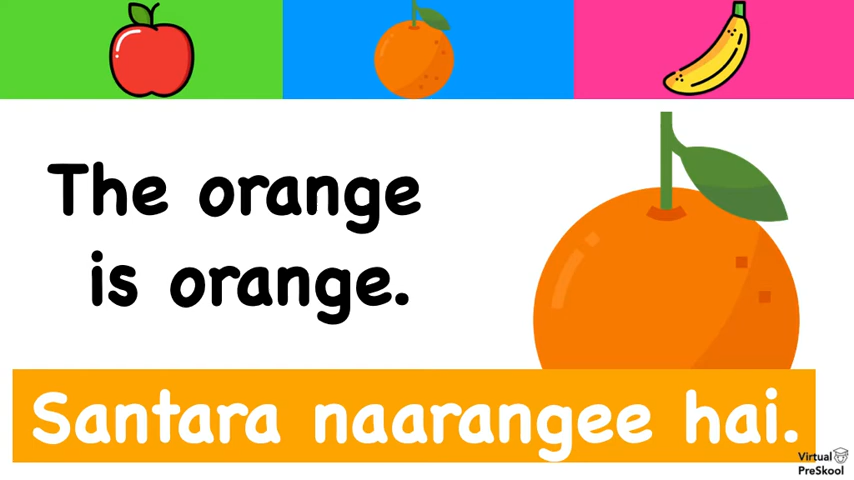 The orange
is orange.
Santara naarangee hai.
Virtual
PreSkool